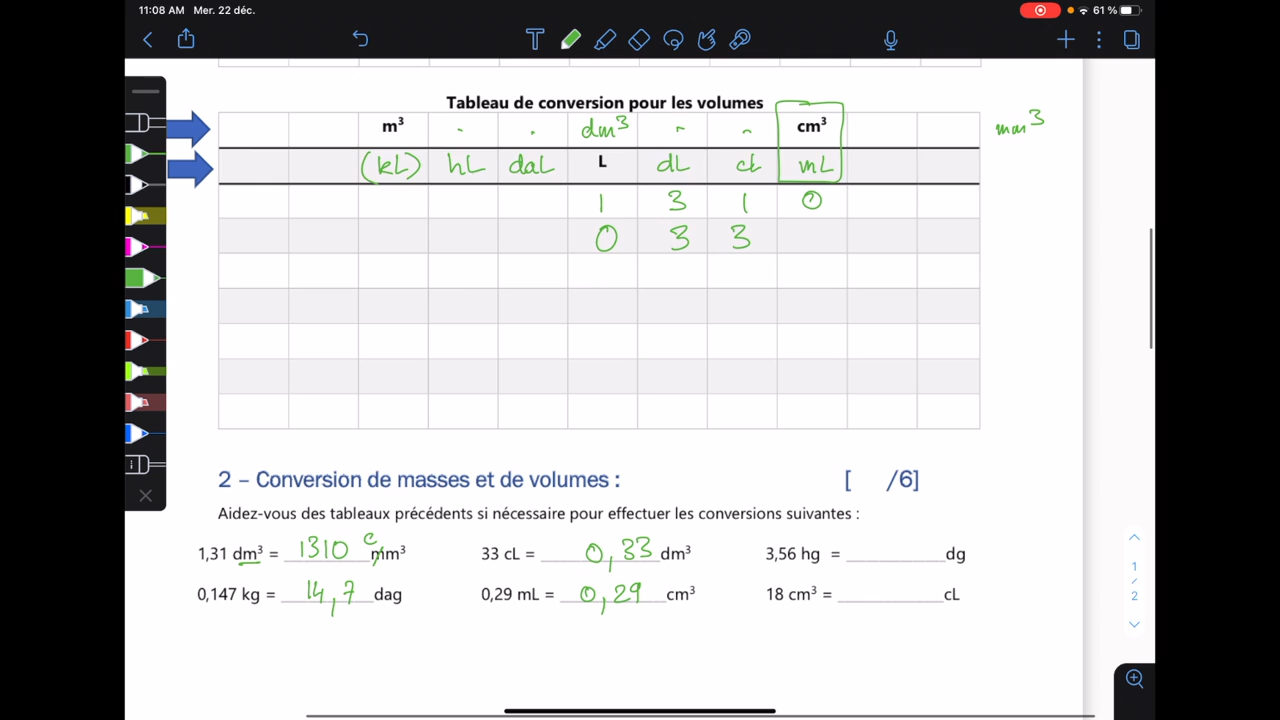 11:08 AM Mer. 22 déc. 61 %
Tableau de conversion pour les volumes
m³ . . dm³ . . cm³ mm³
(kL) hL daL L dL cL mL
1 3 1 0
0 3 3
2 – Conversion de masses et de volumes : [ /6]
Aidez-vous des tableaux précédents si nécessaire pour effectuer les conversions suivantes :
1,31 dm³ = 1310 cm³ 33 cL = 0,33 dm³ 3,56 hg = ____________dg
0,147 kg = 14,7 dag 0,29 mL = 0,29 cm³ 18 cm³ = ____________cL
1
/
2